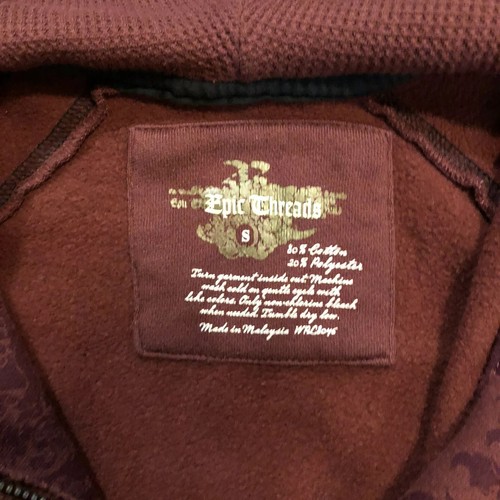 Epic Threads
S
80% Cotton
20% Polyester
Turn garment inside out. Machine
wash cold on gentle cycle with
like colors. Only non-chlorine bleach
when needed. Tumble dry low.
Made in Malaysia